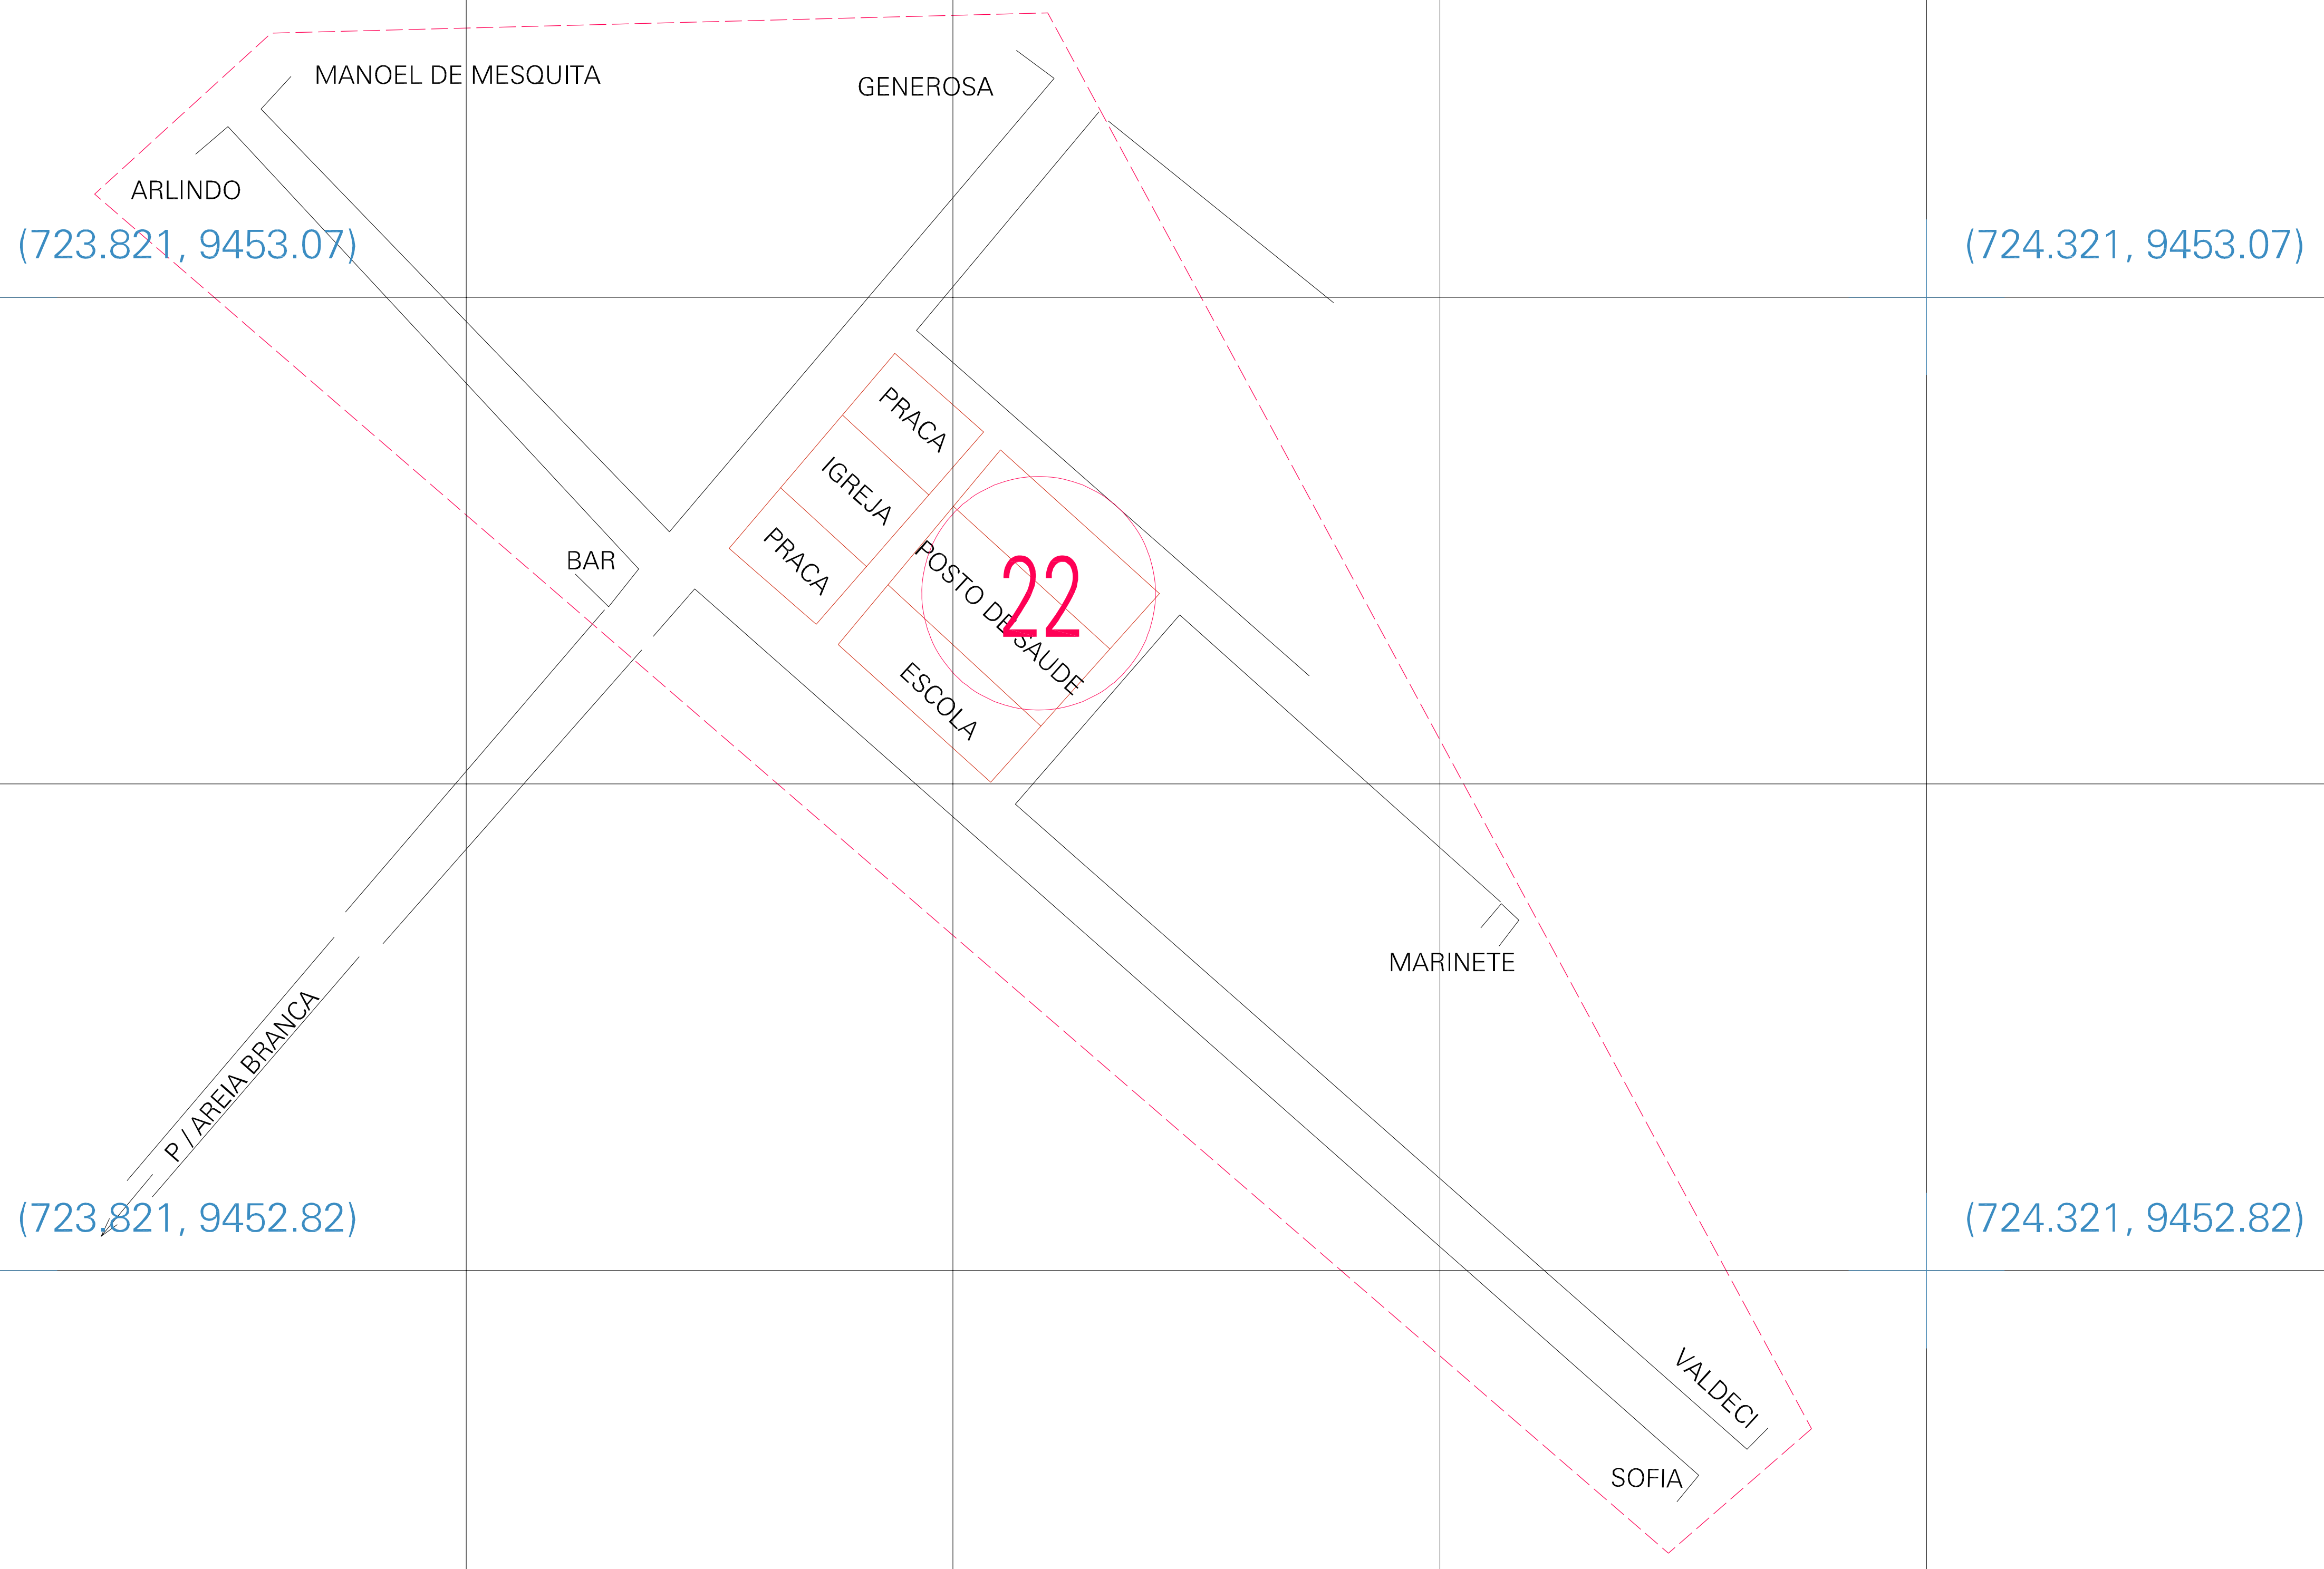 MANOEL DE MESQUITA
GENEROSA
ARLINDO
(723.821, 9453.07)
(724.321, 9453.07)
PRACA
IGREJA
PRACA
BAR
POSTO DE SAUDE
22
ESCOLA
MARINETE
P / AREIA BRANCA
(723.821, 9452.82)
(724.321, 9452.82)
VALDECI
SOFIA